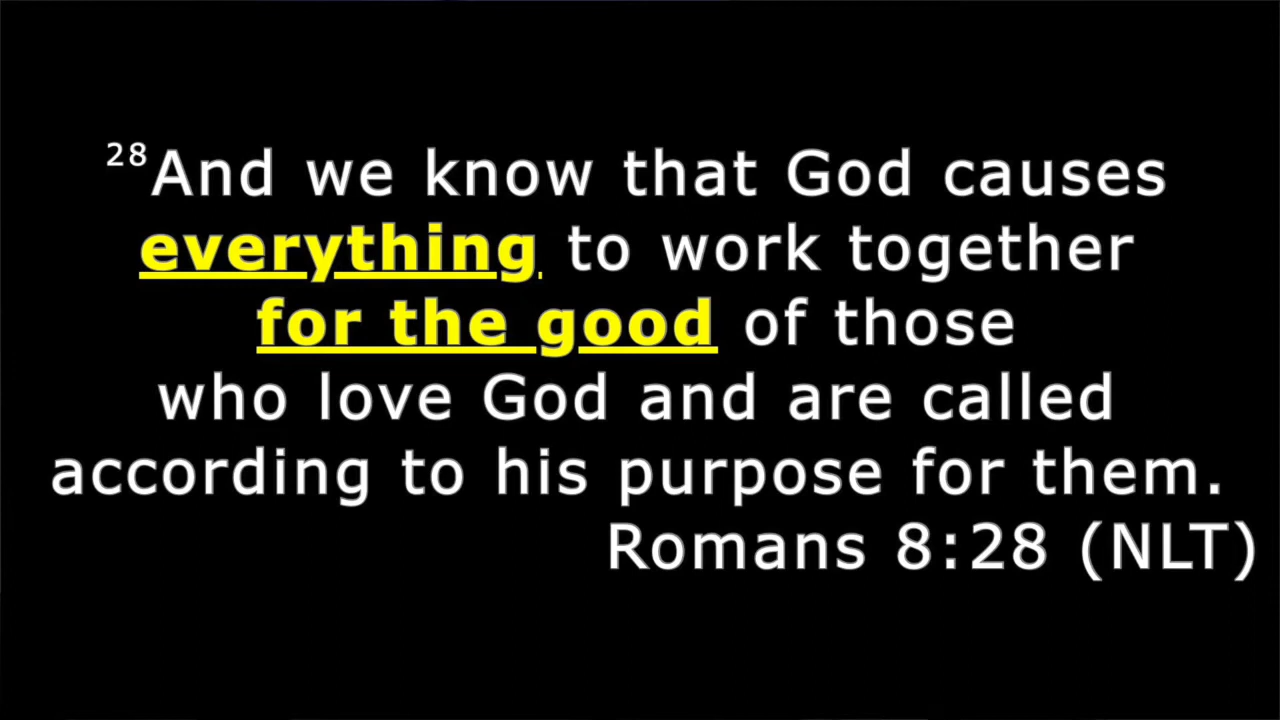 28And we know that God causes
everything to work together
for the good of those
who love God and are called
according to his purpose for them.
Romans 8:28 (NLT)